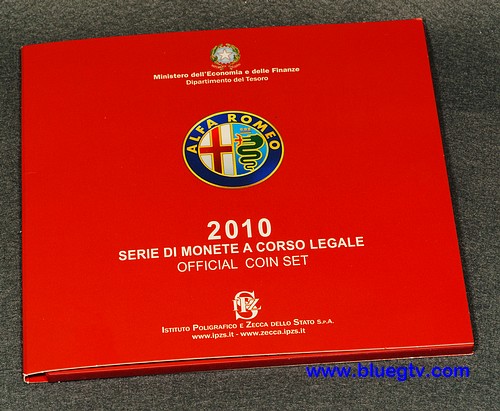 Ministero dell'Economia e delle Finanze
Dipartimento del Tesoro
ALFA ROMEO
2010
SERIE DI MONETE A CORSO LEGALE
OFFICIAL COIN SET
IPZS
ISTITUTO POLIGRAFICO E ZECCA DELLO STATO S.P.A.
www.ipzs.it - www.zecca.ipzs.it
www.bluegtv.com